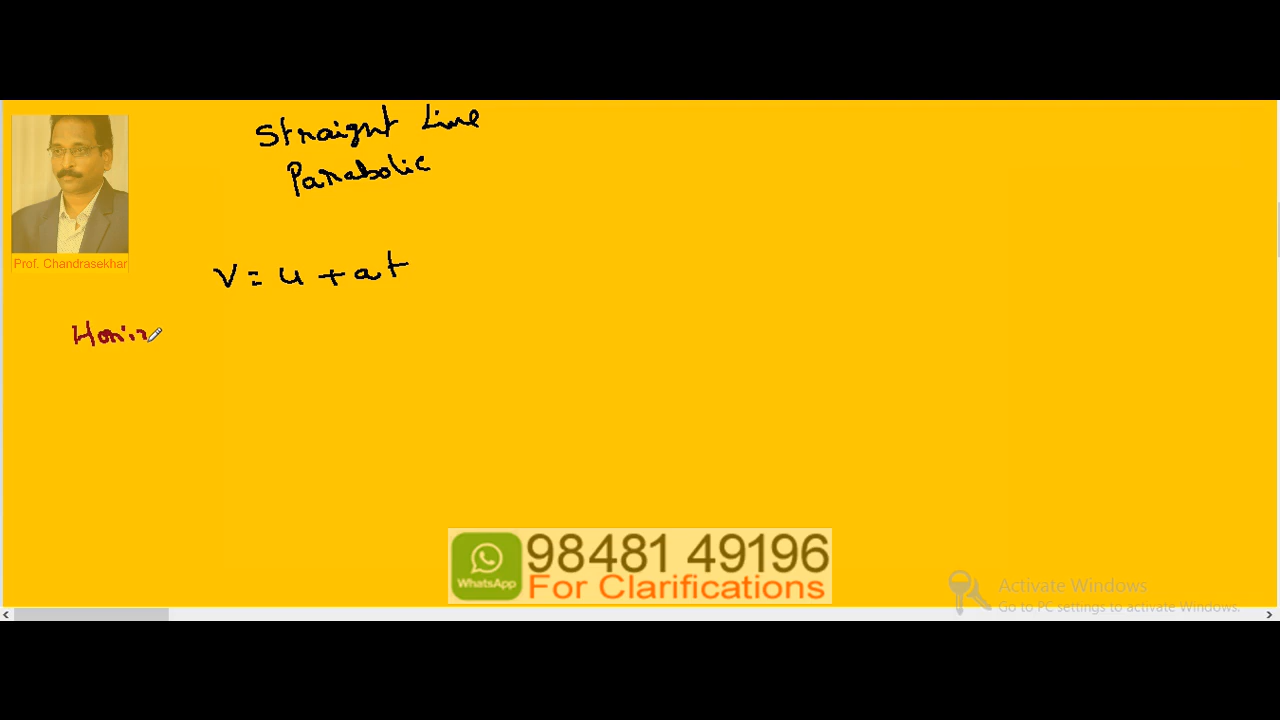 Straight Line
Parabolic
Prof. Chandrasekhar
V = u + at
WhatsApp
98481 49196
For Clarifications
Activate Windows
Go to PC settings to activate Windows.